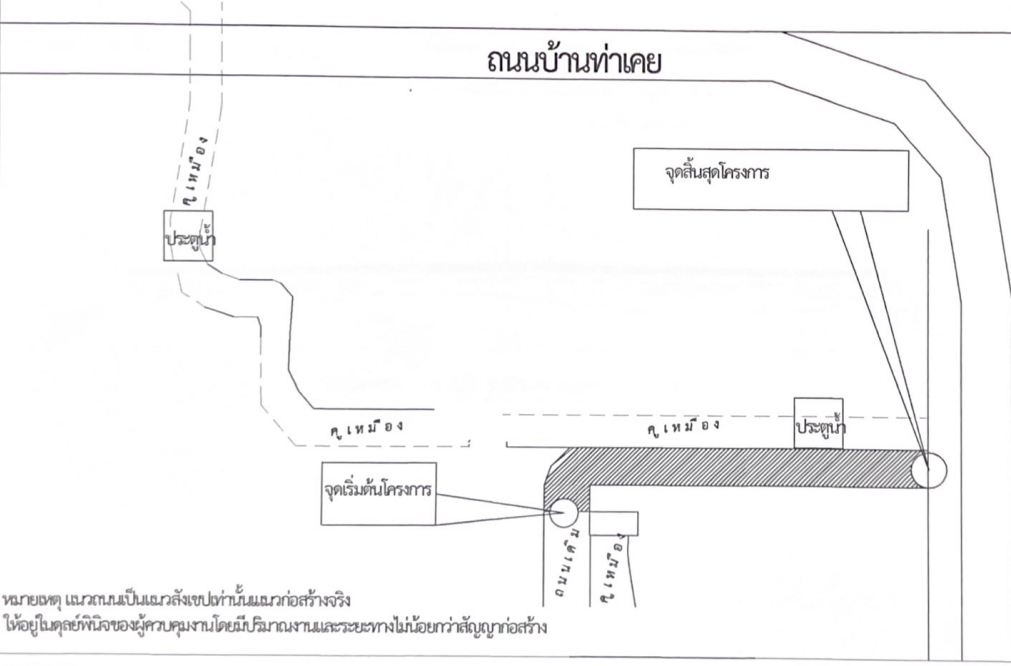 ถนนบ้านท่าเคย
คูเหมือง
จุดสิ้นสุดโครงการ
ประตูน้ำ
คูเหมือง
คูเหมือง
ประตูน้ำ
จุดเริ่มต้นโครงการ
ถนนเดิม
คูเหมือง
หมายเหตุ แนวถนนเป็นแนวสังเขปเท่านั้นแนวก่อสร้างจริง
ให้อยู่ในดุลย์พินิจของผู้ควบคุมงานโดยมีปริมาณงานและระยะทางไม่น้อยกว่าสัญญาก่อสร้าง